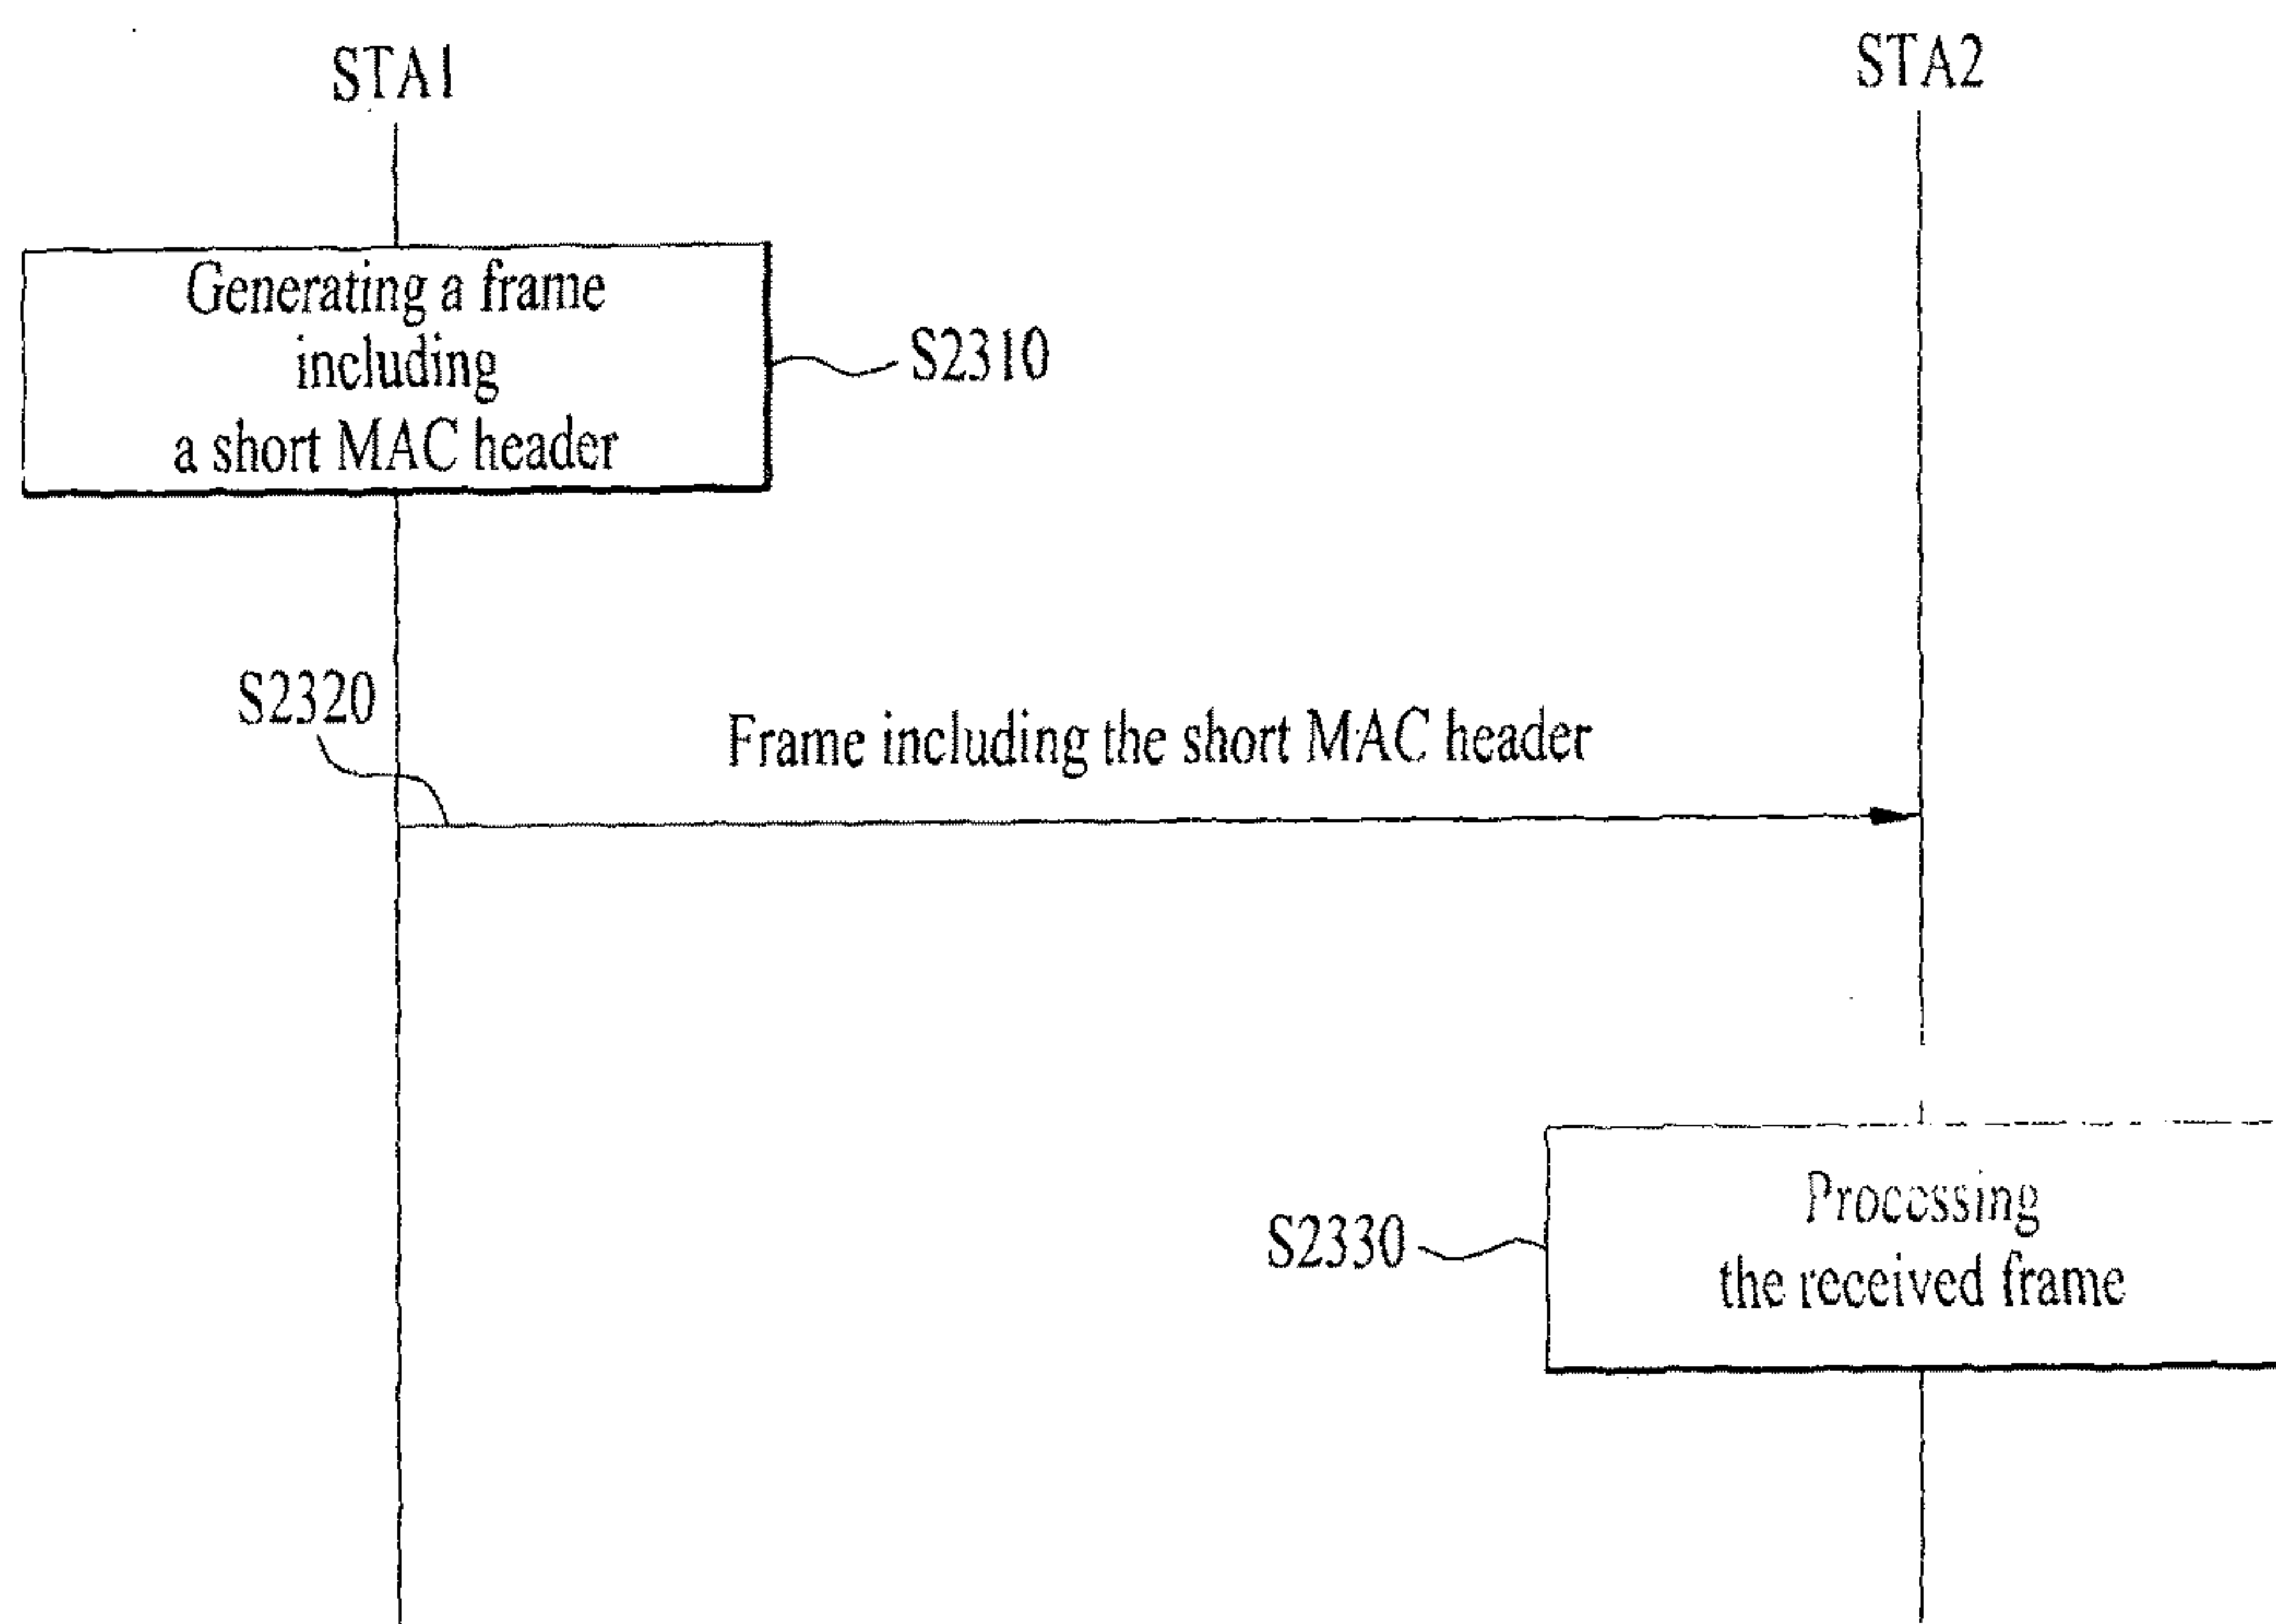 STA1
STA2
Generating a frame
including
a short MAC header
S2310
S2320
Frame including the short MAC header
S2330
Processing
the received frame